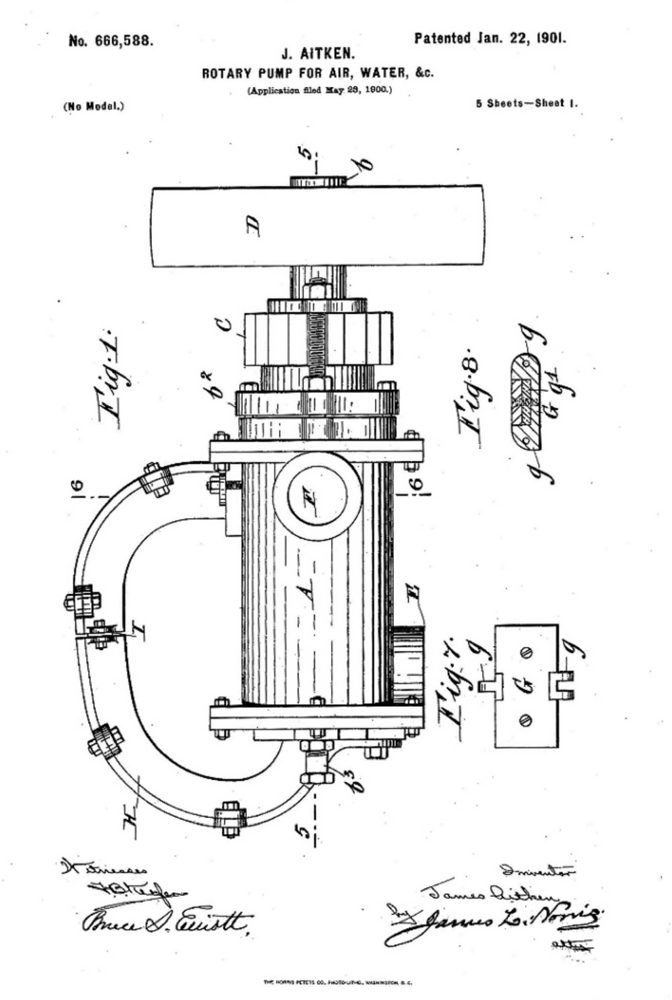 No. 666,588.
Patented Jan. 22, 1901.
J. AITKEN.
ROTARY PUMP FOR AIR, WATER, &c.
(Application filed May 23, 1900.)
(No Model.)
5 Sheets—Sheet 1.
5
b
D
C
b²
Fig. 1.
Fig. 8.
g
g¹
G
g
6
6
F
A
E
I
Fig. 7.
g
G
g
H
b³
5
Witnesses
Bruce S. Elliott,
Inventor
James Aitken,
by James L. Norris.
atty
THE NORRIS PETERS CO., PHOTO-LITHO., WASHINGTON, D. C.